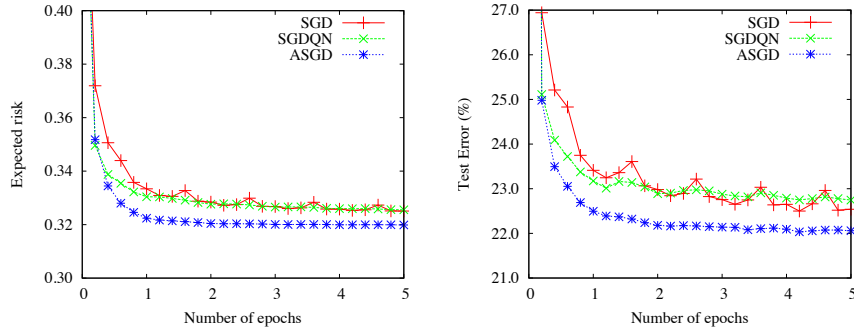 Expected risk
0.40
0.38
0.36
0.34
0.32
0.30
SGD
SGDQN
ASGD
0 1 2 3 4 5
Number of epochs
Test Error (%)
27.0
26.0
25.0
24.0
23.0
22.0
21.0
SGD
SGDQN
ASGD
0 1 2 3 4 5
Number of epochs